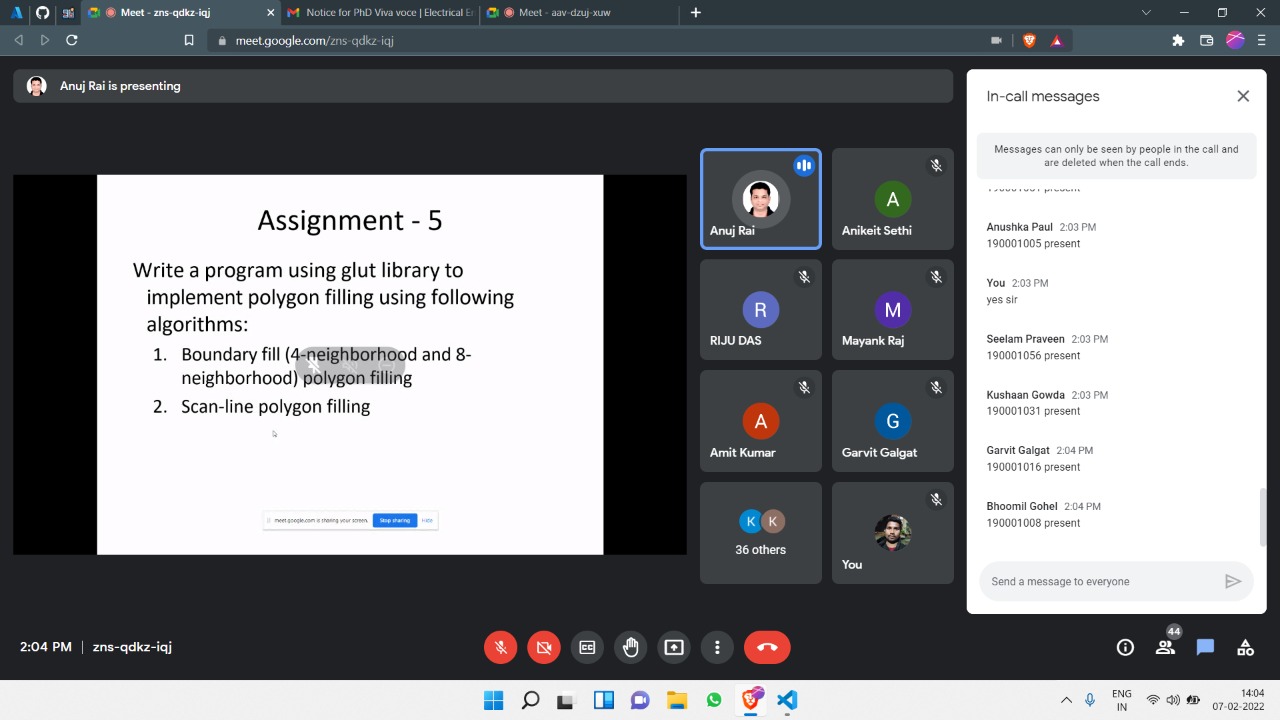 Meet - zns-qdkz-iqj
Notice for PhD Viva voce | Electrical E
Meet - aav-dzuj-xuw
meet.google.com/zns-qdkz-iqj
Anuj Rai is presenting
Assignment - 5
Write a program using glut library to
implement polygon filling using following
algorithms:
1. Boundary fill (4-neighborhood and 8-
neighborhood) polygon filling
2. Scan-line polygon filling
meet.google.com is sharing your screen.
Stop sharing
Hide
Anuj Rai
A
Anikeit Sethi
R
RIJU DAS
M
Mayank Raj
A
Amit Kumar
G
Garvit Galgat
K K
36 others
You
In-call messages
Messages can only be seen by people in the call and
are deleted when the call ends.
Anushka Paul 2:03 PM
190001005 present
You 2:03 PM
yes sir
Seelam Praveen 2:03 PM
190001056 present
Kushaan Gowda 2:03 PM
190001031 present
Garvit Galgat 2:04 PM
190001016 present
Bhoomil Gohel 2:04 PM
190001008 present
Send a message to everyone
2:04 PM | zns-qdkz-iqj
44
ENG
IN
14:04
07-02-2022